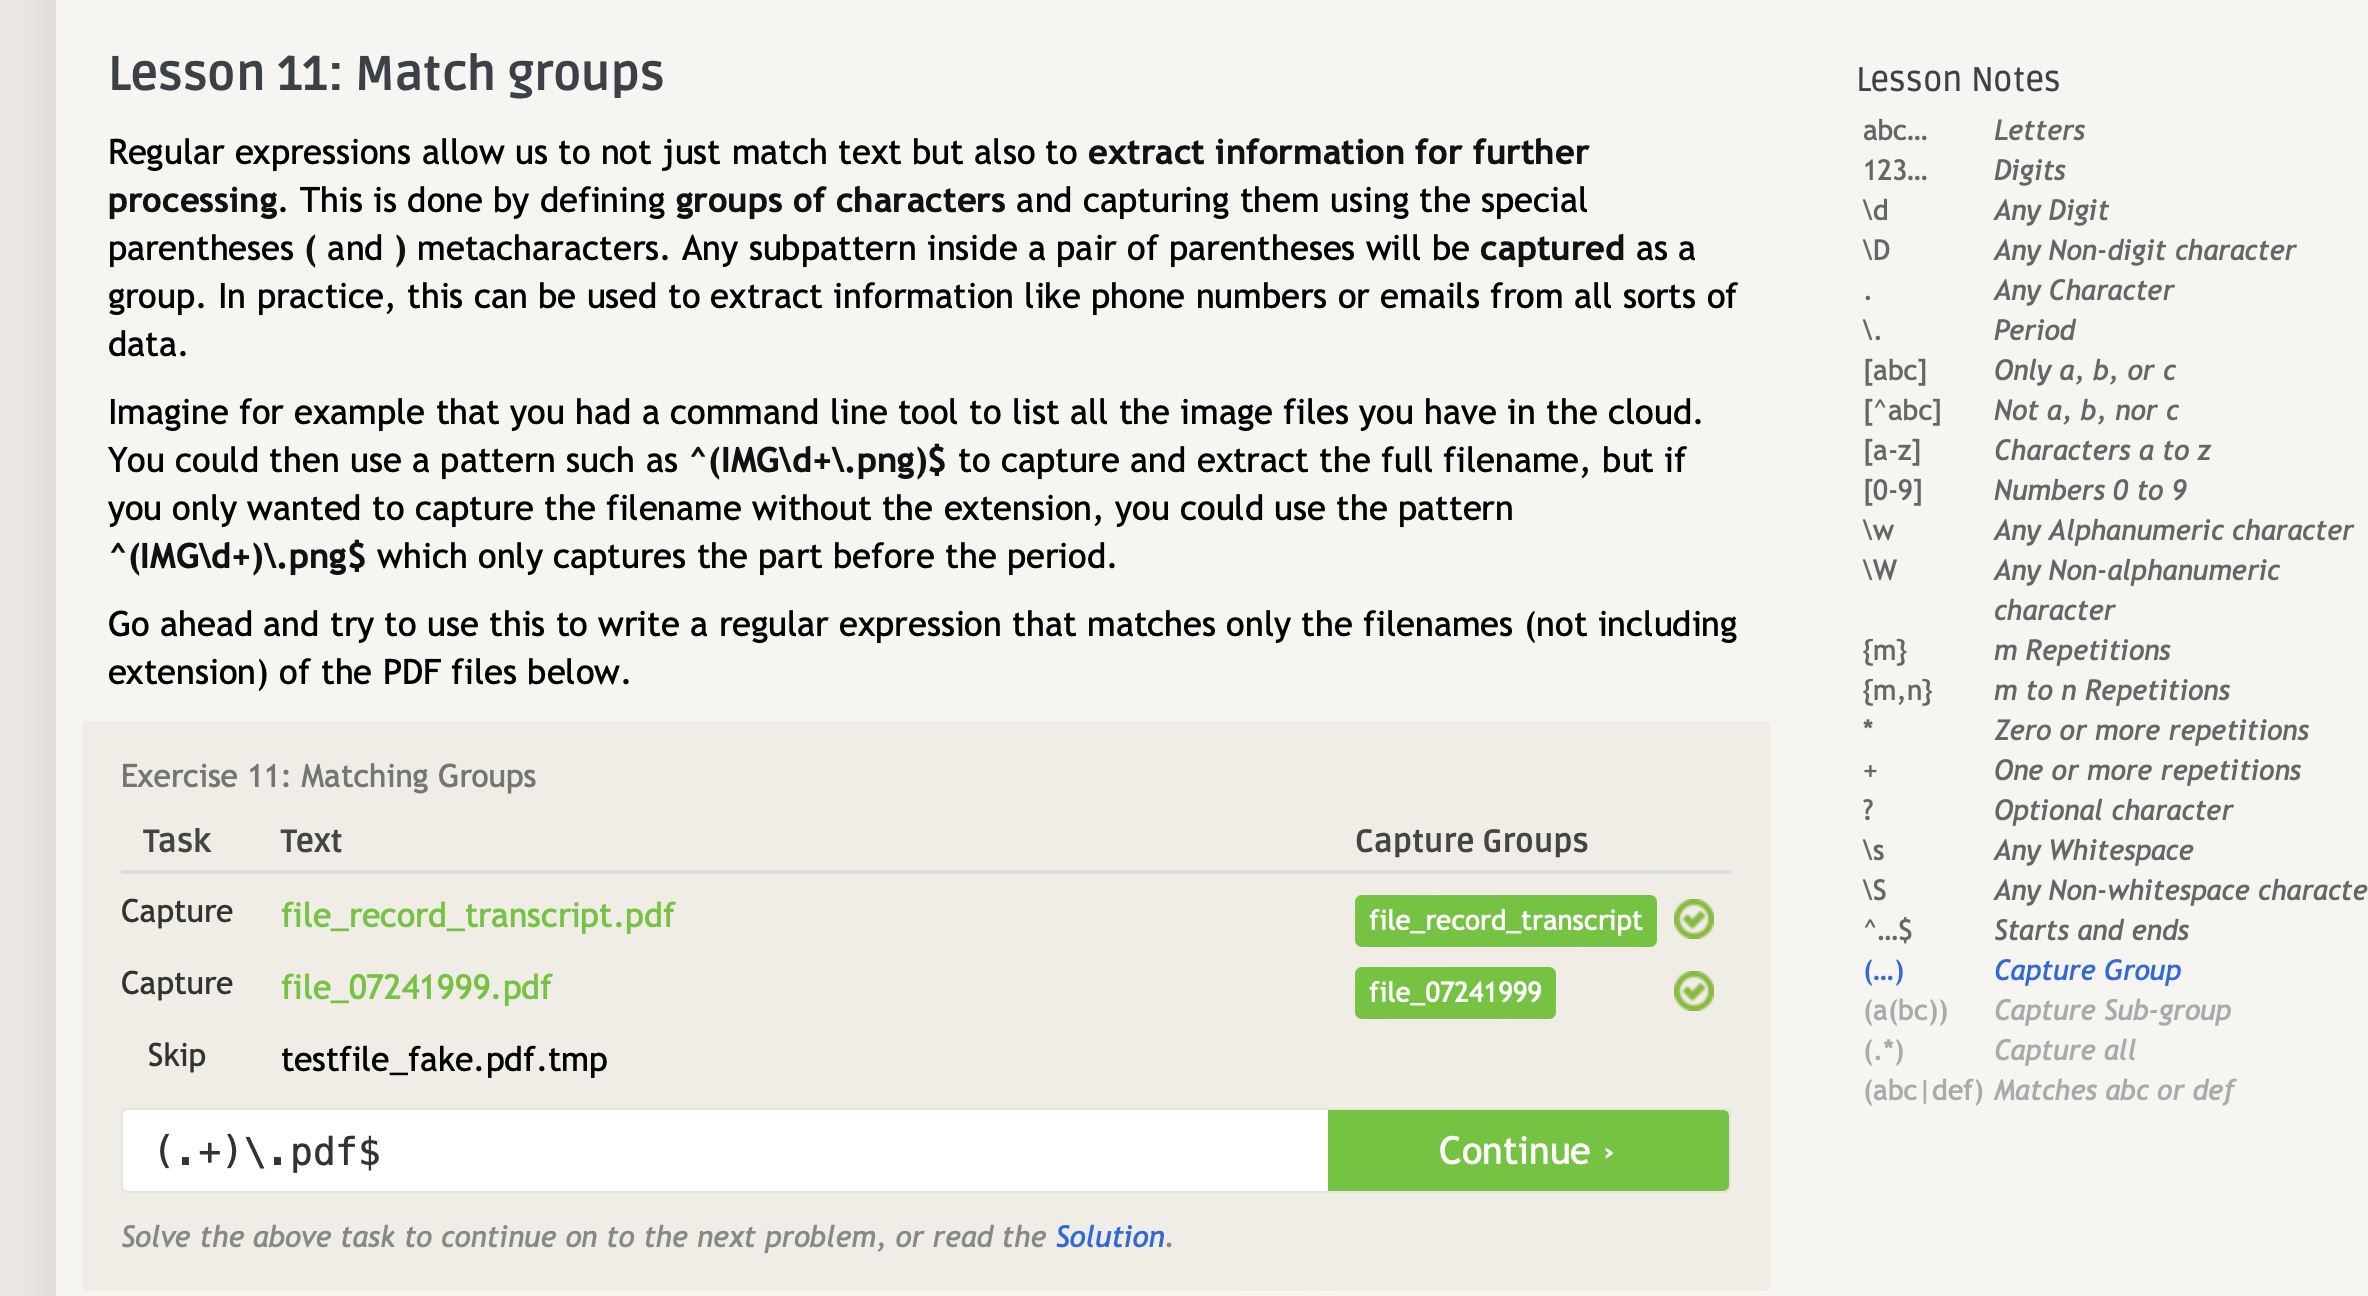 Lesson 11: Match groups
Regular expressions allow us to not just match text but also to extract information for further
processing. This is done by defining groups of characters and capturing them using the special
parentheses ( and ) metacharacters. Any subpattern inside a pair of parentheses will be captured as a
group. In practice, this can be used to extract information like phone numbers or emails from all sorts of
data.
Imagine for example that you had a command line tool to list all the image files you have in the cloud.
You could then use a pattern such as ^(IMG\d+\.png)$ to capture and extract the full filename, but if
you only wanted to capture the filename without the extension, you could use the pattern
^(IMG\d+)\.png$ which only captures the part before the period.
Go ahead and try to use this to write a regular expression that matches only the filenames (not including
extension) of the PDF files below.
Exercise 11: Matching Groups
Task Text Capture Groups
Capture file_record_transcript.pdf file_record_transcript
Capture file_07241999.pdf file_07241999
Skip testfile_fake.pdf.tmp
(.+)\.pdf$ Continue ›
Solve the above task to continue on to the next problem, or read the Solution.
Lesson Notes
abc… Letters
123… Digits
\d Any Digit
\D Any Non-digit character
. Any Character
\. Period
[abc] Only a, b, or c
[^abc] Not a, b, nor c
[a-z] Characters a to z
[0-9] Numbers 0 to 9
\w Any Alphanumeric character
\W Any Non-alphanumeric
character
{m} m Repetitions
{m,n} m to n Repetitions
* Zero or more repetitions
+ One or more repetitions
? Optional character
\s Any Whitespace
\S Any Non-whitespace characte
^…$ Starts and ends
(…) Capture Group
(a(bc)) Capture Sub-group
(.*) Capture all
(abc|def) Matches abc or def